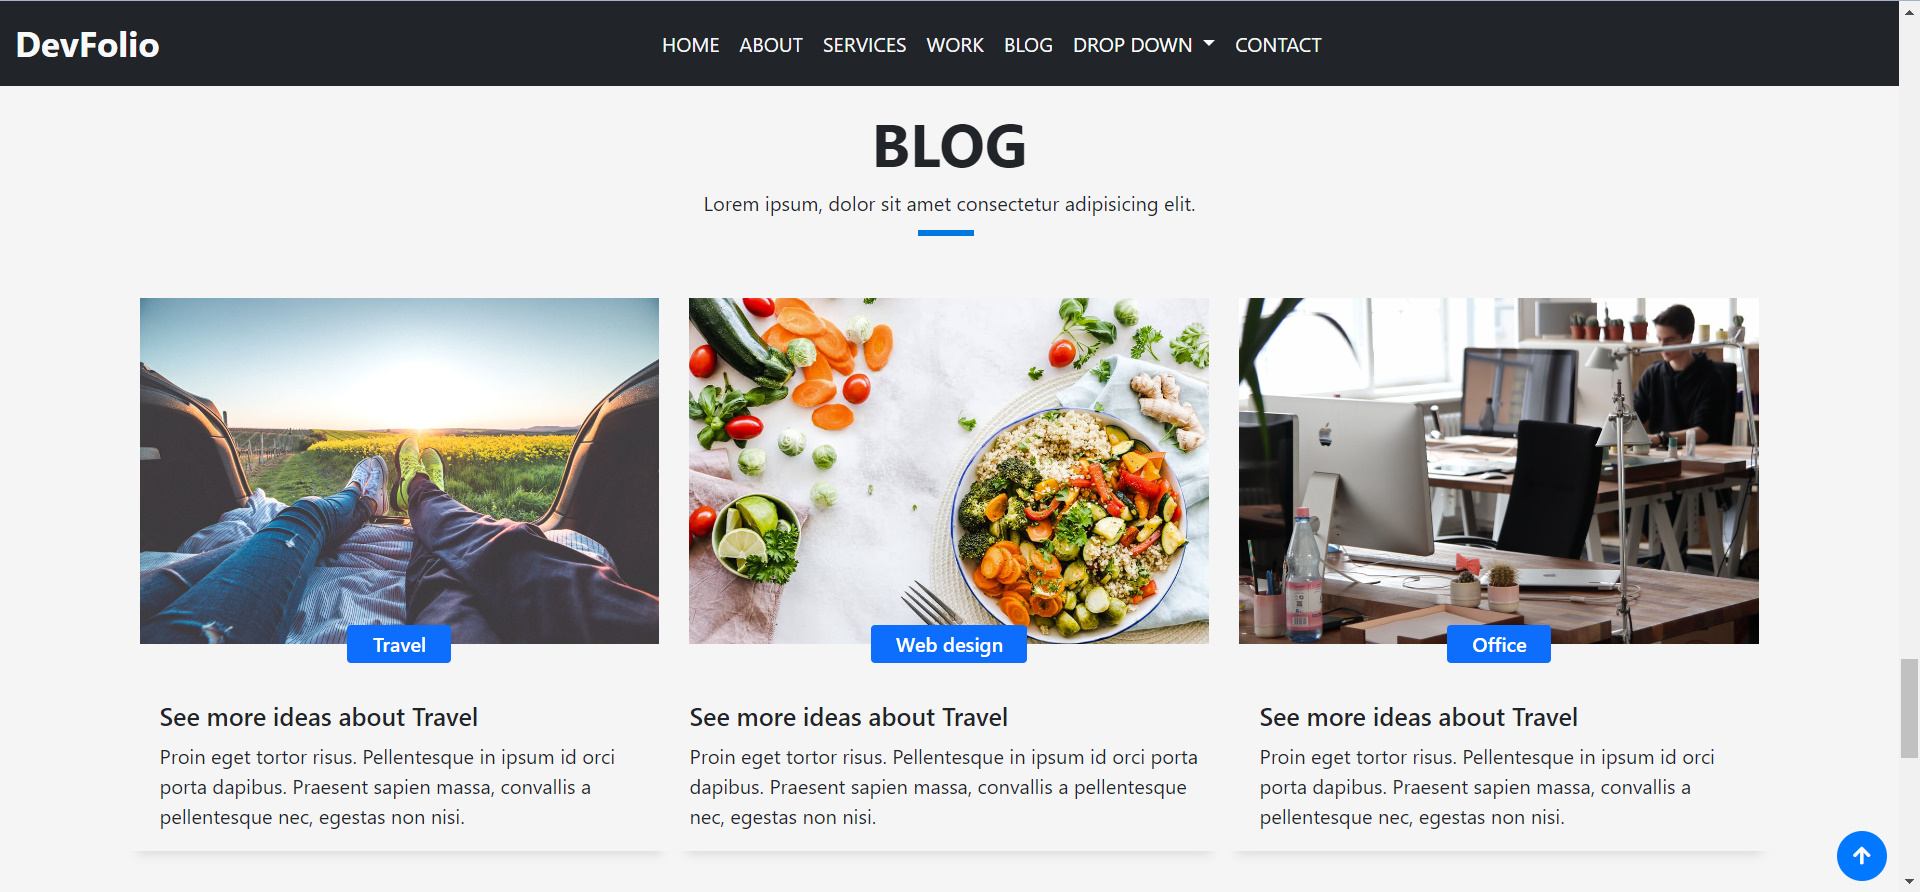 DevFolio
HOME ABOUT SERVICES WORK BLOG DROP DOWN CONTACT
BLOG
Lorem ipsum, dolor sit amet consectetur adipisicing elit.
Travel
See more ideas about Travel
Proin eget tortor risus. Pellentesque in ipsum id orci
porta dapibus. Praesent sapien massa, convallis a
pellentesque nec, egestas non nisi.
Web design
See more ideas about Travel
Proin eget tortor risus. Pellentesque in ipsum id orci porta
dapibus. Praesent sapien massa, convallis a pellentesque
nec, egestas non nisi.
Office
See more ideas about Travel
Proin eget tortor risus. Pellentesque in ipsum id orci
porta dapibus. Praesent sapien massa, convallis a
pellentesque nec, egestas non nisi.